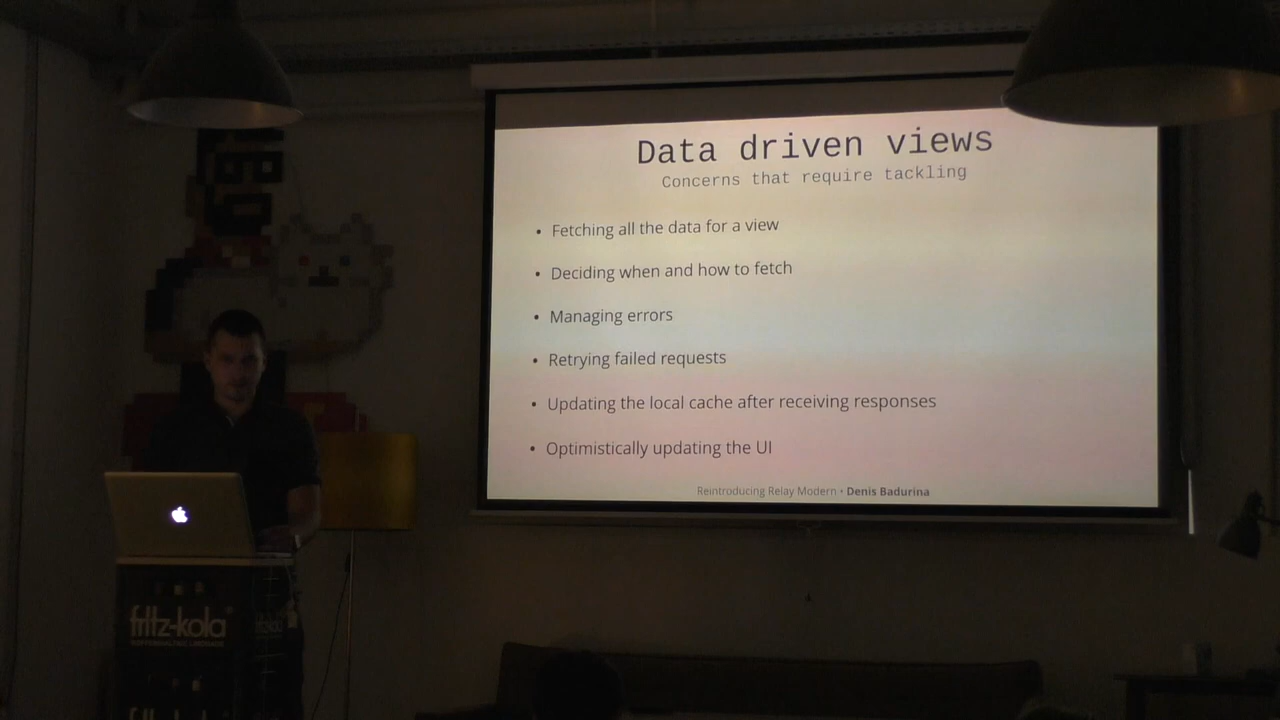 Data driven views
Concerns that require tackling
• Fetching all the data for a view
• Deciding when and how to fetch
• Managing errors
• Retrying failed requests
• Updating the local cache after receiving responses
• Optimistically updating the UI
Reintroducing Relay Modern • Denis Badurina
fritz-kola
fritz-kola